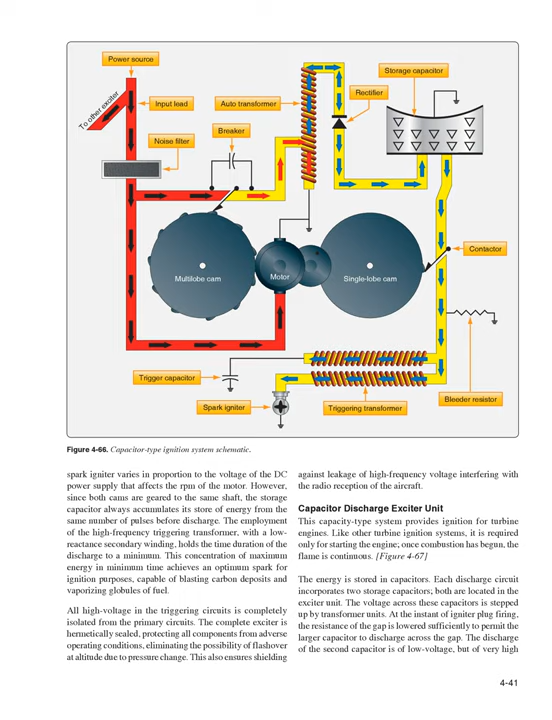 Power source
Storage capacitor
To other exciter
Input lead
Auto transformer
Rectifier
Breaker
Noise filter
Multilobe cam
Motor
Single-lobe cam
Contactor
Trigger capacitor
Spark igniter
Triggering transformer
Bleeder resistor
Figure 4-66. Capacitor-type ignition system schematic.
spark igniter varies in proportion to the voltage of the DC
power supply that affects the rpm of the motor. However,
since both cams are geared to the same shaft, the storage
capacitor always accumulates its store of energy from the
same number of pulses before discharge. The employment
of the high-frequency triggering transformer, with a low-
reactance secondary winding, holds the time duration of the
discharge to a minimum. This concentration of maximum
energy in minimum time achieves an optimum spark for
ignition purposes, capable of blasting carbon deposits and
vaporizing globules of fuel.
All high-voltage in the triggering circuits is completely
isolated from the primary circuits. The complete exciter is
hermetically sealed, protecting all components from adverse
operating conditions, eliminating the possibility of flashover
at altitude due to pressure change. This also ensures shielding
against leakage of high-frequency voltage interfering with
the radio reception of the aircraft.
Capacitor Discharge Exciter Unit
This capacity-type system provides ignition for turbine
engines. Like other turbine ignition systems, it is required
only for starting the engine; once combustion has begun, the
flame is continuous. [Figure 4-67]
The energy is stored in capacitors. Each discharge circuit
incorporates two storage capacitors; both are located in the
exciter unit. The voltage across these capacitors is stepped
up by transformer units. At the instant of igniter plug firing,
the resistance of the gap is lowered sufficiently to permit the
larger capacitor to discharge across the gap. The discharge
of the second capacitor is of low-voltage, but of very high
4-41